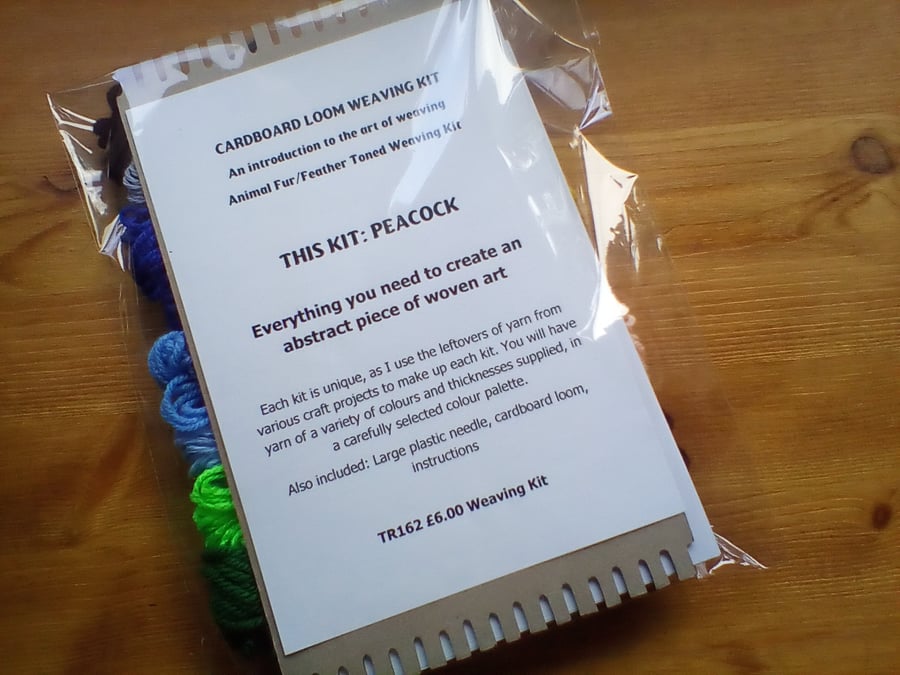 CARDBOARD LOOM WEAVING KIT
An introduction to the art of weaving
Animal Fur/Feather Toned Weaving Kit
THIS KIT: PEACOCK
Everything you need to create an
abstract piece of woven art
Each kit is unique, as I use the leftovers of yarn from
various craft projects to make up each kit. You will have
yarn of a variety of colours and thicknesses supplied, in
a carefully selected colour palette.
Also included: Large plastic needle, cardboard loom,
instructions
TR162 £6.00 Weaving Kit